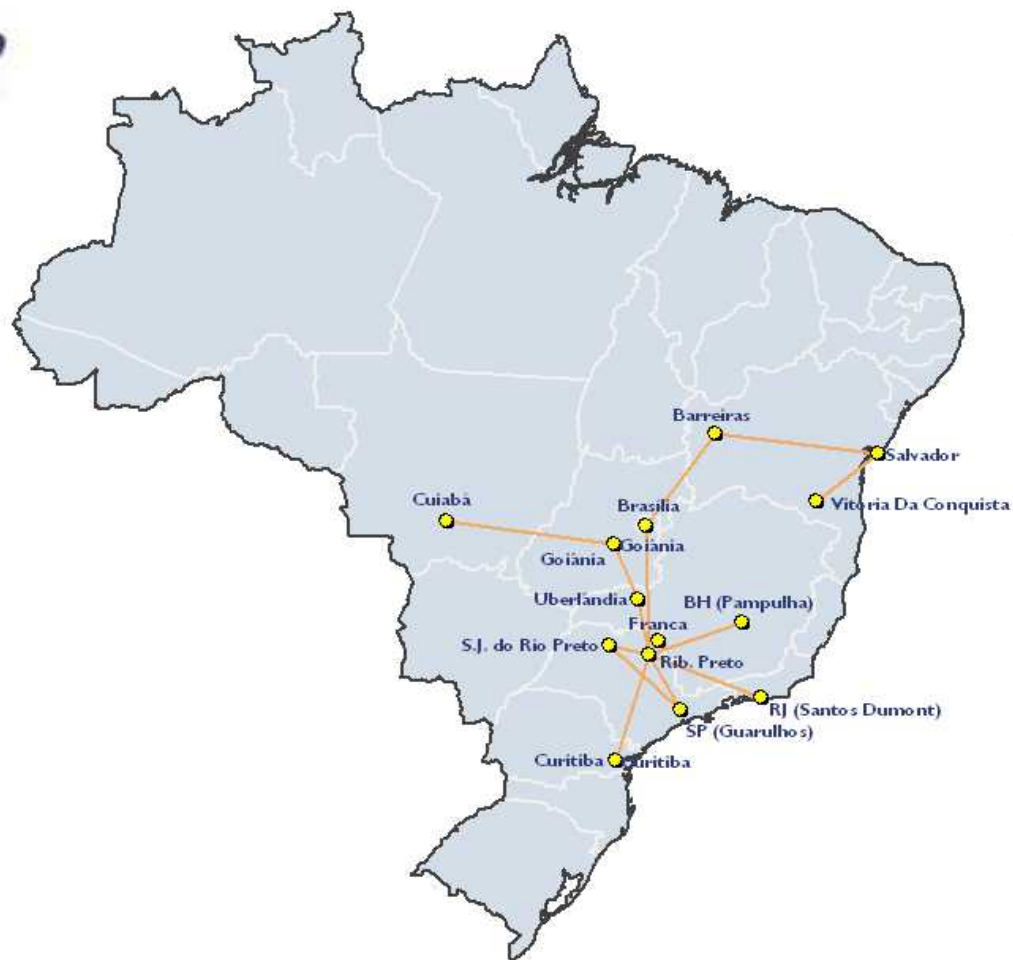 Barreiras
Salvador
Cuiabá
Vitoria Da Conquista
Brasília
Goiânia
Goiânia
Uberlândia
BH (Pampulha)
Franca
S.J. do Rio Preto
Rib. Preto
RJ (Santos Dumont)
SP (Guarulhos)
Curitiba
Curitiba